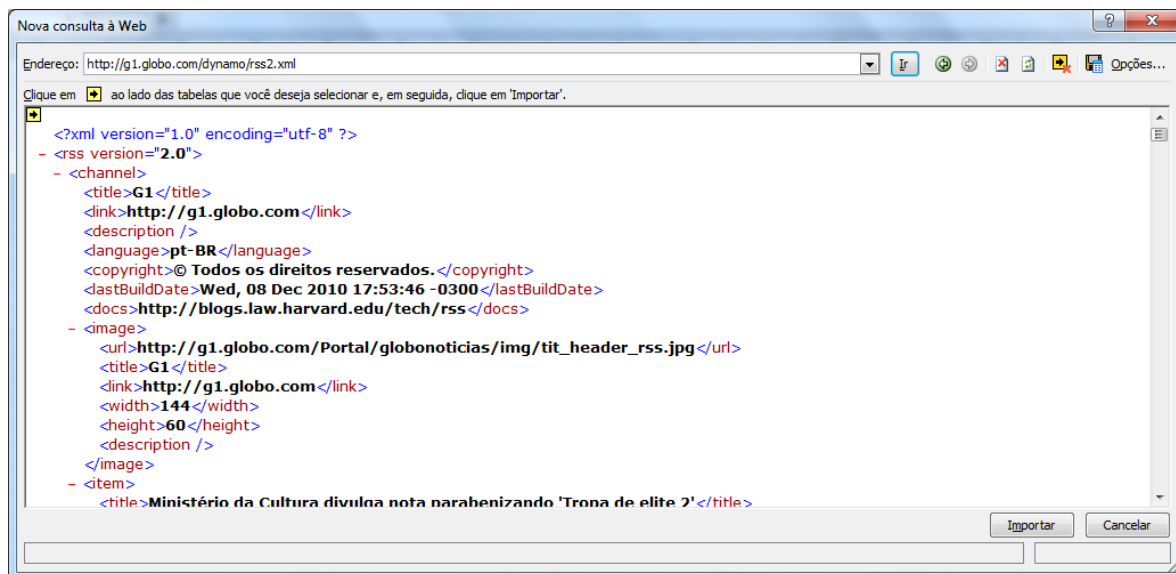 Nova consulta à Web
Endereço: http://g1.globo.com/dynamo/rss2.xml Ir Opções...
Clique em ao lado das tabelas que você deseja selecionar e, em seguida, clique em 'Importar'.
<?xml version="1.0" encoding="utf-8" ?>
- <rss version="2.0">
- <channel>
<title>G1</title>
<link>http://g1.globo.com</link>
<description />
<language>pt-BR</language>
<copyright>© Todos os direitos reservados.</copyright>
<lastBuildDate>Wed, 08 Dec 2010 17:53:46 -0300</lastBuildDate>
<docs>http://blogs.law.harvard.edu/tech/rss</docs>
- <image>
<url>http://g1.globo.com/Portal/globonoticias/img/tit_header_rss.jpg</url>
<title>G1</title>
<link>http://g1.globo.com</link>
<width>144</width>
<height>60</height>
<description />
</image>
- <item>
<title>Ministério da Cultura divulga nota parabenizando 'Tropa de elite 2'</title>
Importar Cancelar